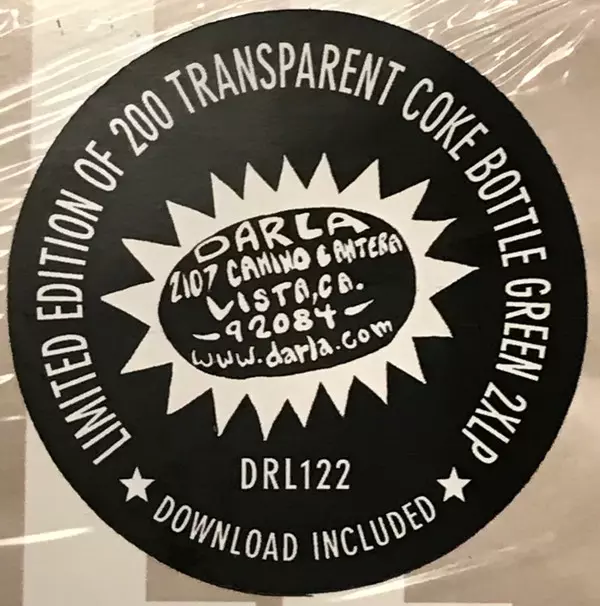 LIMITED EDITION OF 200 TRANSPARENT COKE BOTTLE GREEN 2XLP
DARLA
2107 CAMINO CANTERA
VISTA, CA.
-92084-
www.darla.com
DRL122
★ DOWNLOAD INCLUDED ★